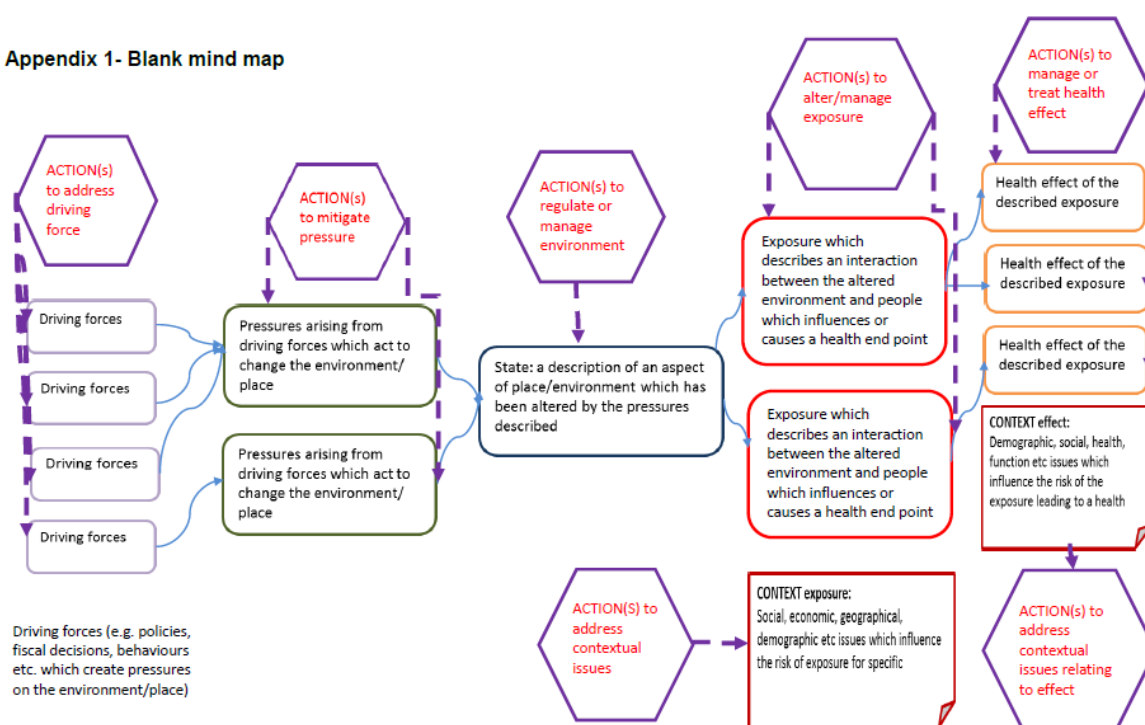 Appendix 1- Blank mind map
ACTION(s)
to address
driving
force
ACTION(s)
to mitigate
pressure
ACTION(s) to
regulate or
manage
environment
ACTION(s) to
alter/manage
exposure
ACTION(s) to
manage or
treat health
effect
Driving forces
Driving forces
Driving forces
Driving forces
Pressures arising from
driving forces which act to
change the environment/
place
Pressures arising from
driving forces which act to
change the environment/
place
State: a description of an aspect
of place/environment which has
been altered by the pressures
described
Exposure which
describes an interaction
between the altered
environment and people
which influences or
causes a health end point
Exposure which
describes an interaction
between the altered
environment and people
which influences or
causes a health end point
Health effect of the
described exposure
Health effect of the
described exposure
Health effect of the
described exposure
CONTEXT effect:
Demographic, social, health,
function etc issues which
influence the risk of the
exposure leading to a health
Driving forces (e.g. policies,
fiscal decisions, behaviours
etc. which create pressures
on the environment/place)
ACTION(S) to
address
contextual
issues
CONTEXT exposure:
Social, economic, geographical,
demographic etc issues which influence
the risk of exposure for specific
ACTION(s) to
address
contextual
issues relating
to effect